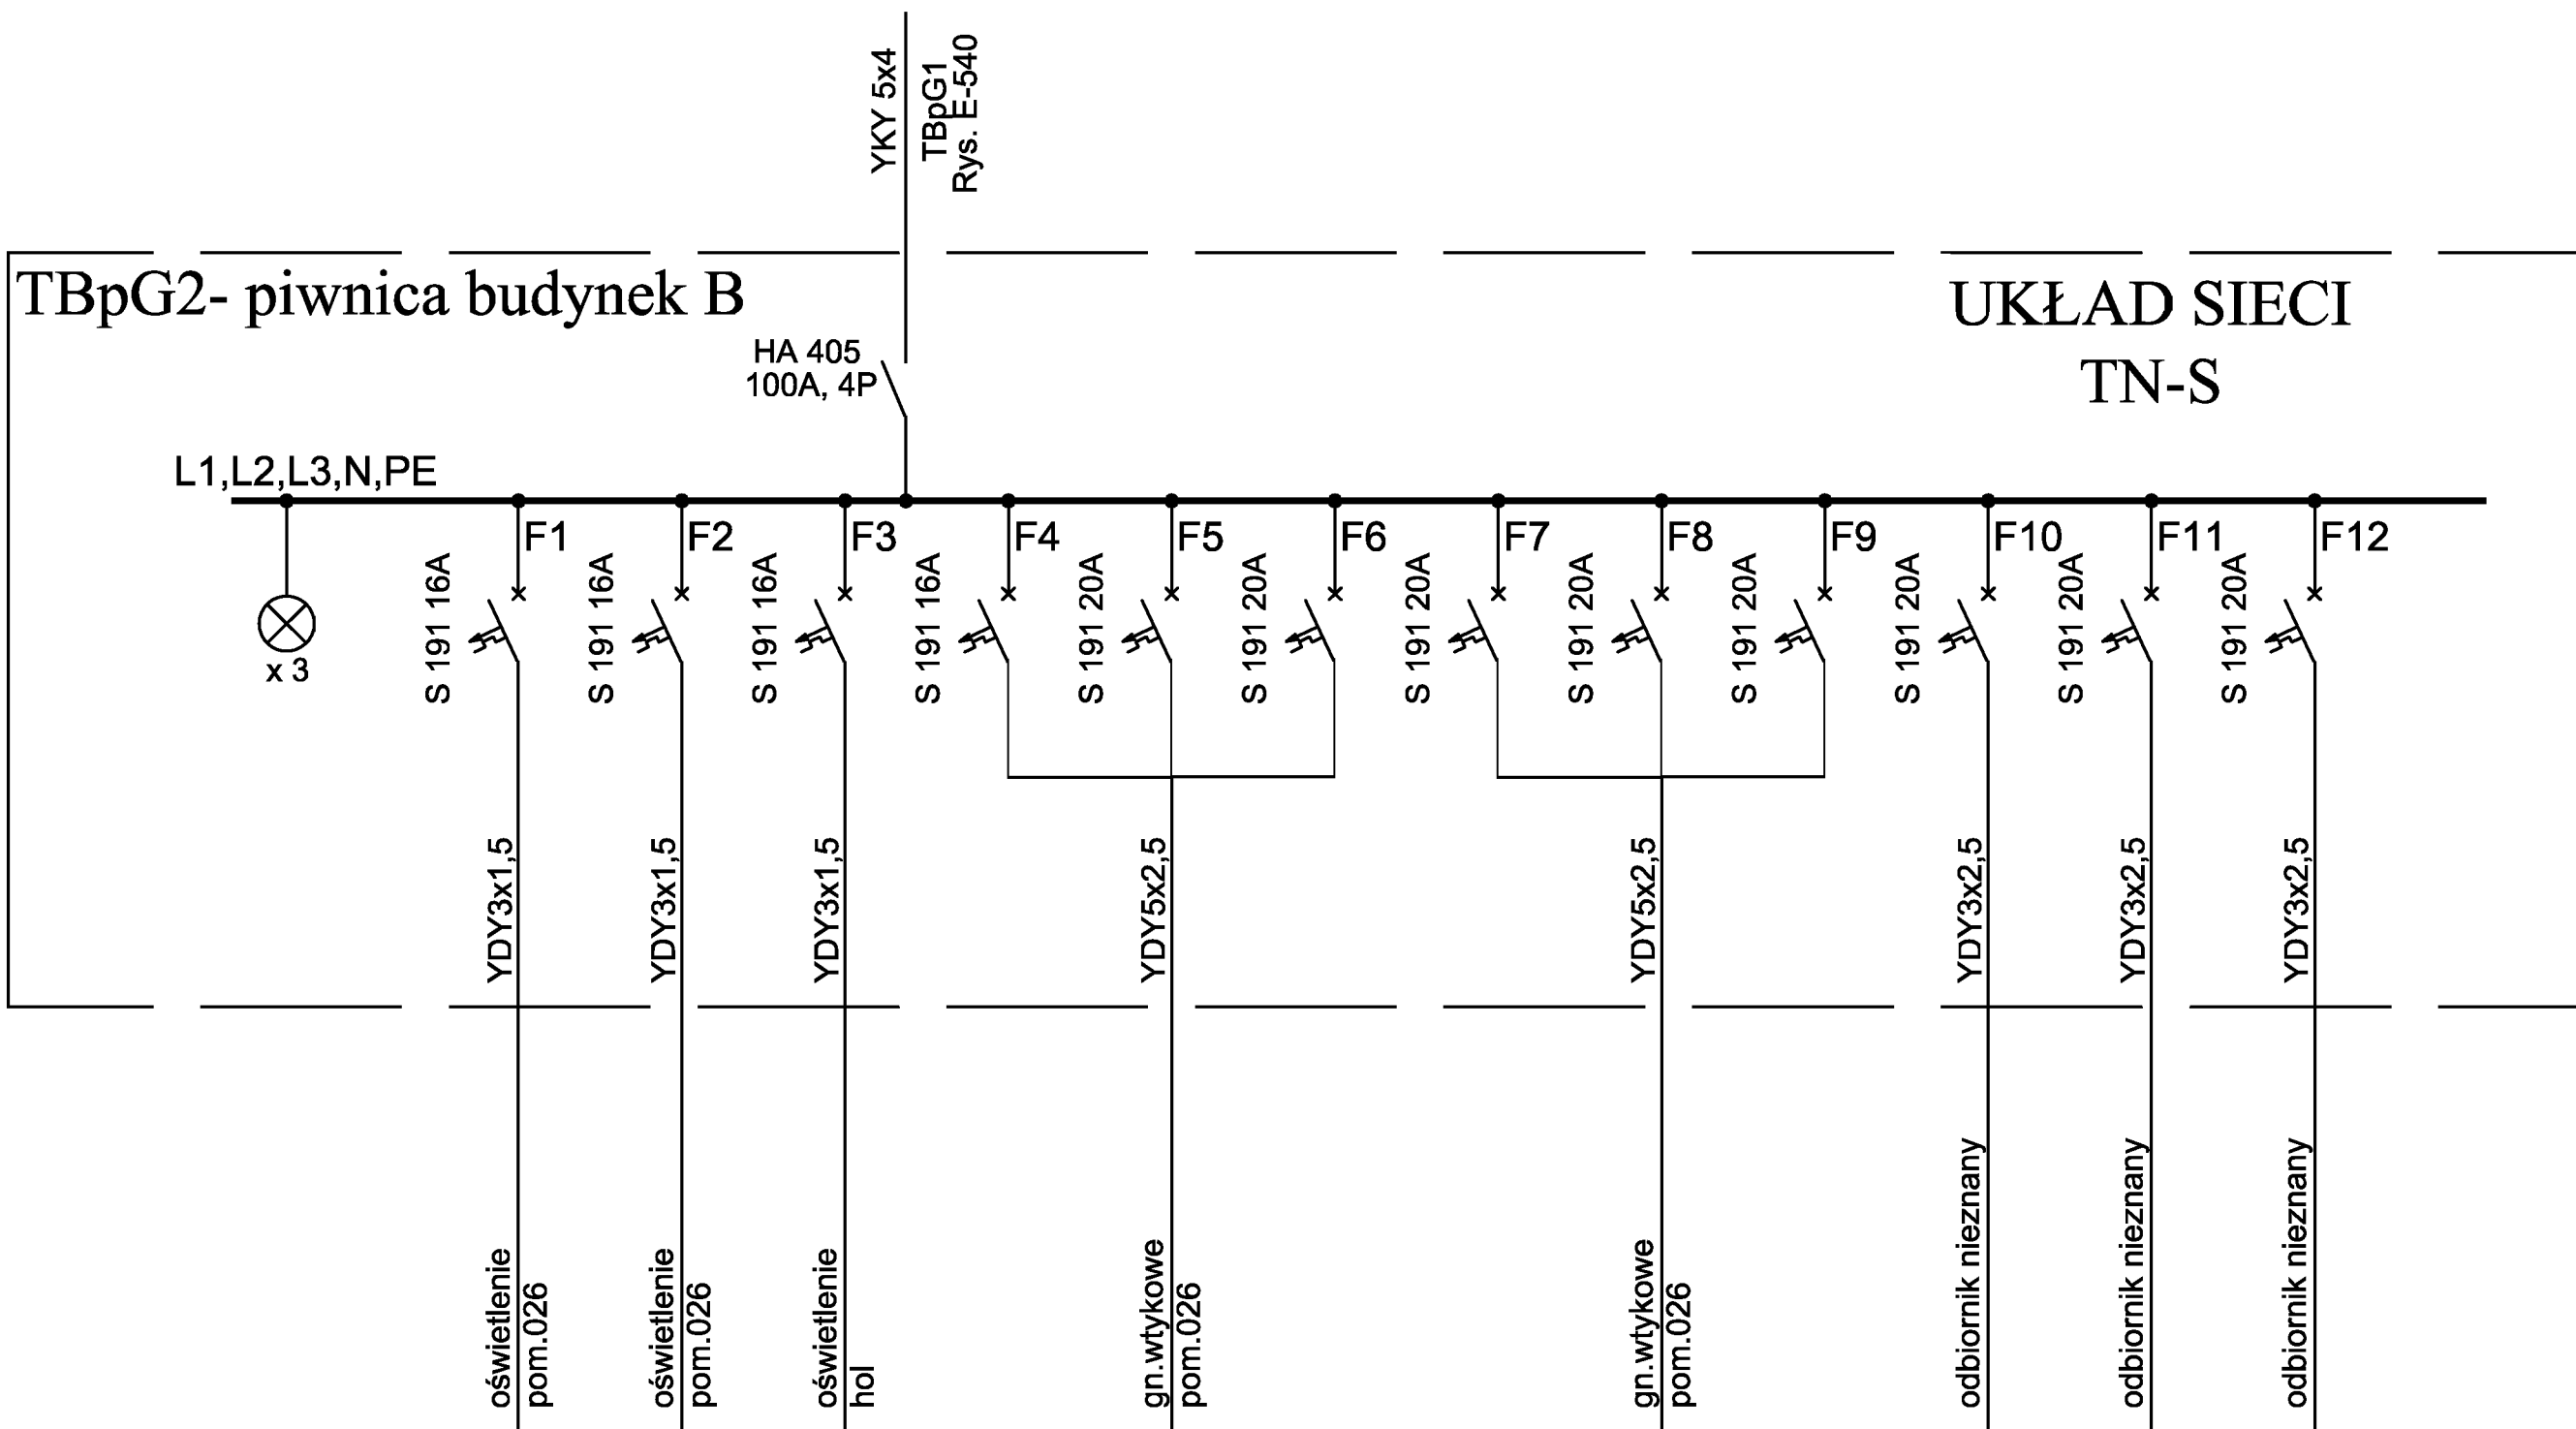 YKY 5x4
TBpG1
Rys. E-540
TBpG2- piwnica budynek B
UKŁAD SIECI
TN-S
HA 405
100A, 4P
L1,L2,L3,N,PE
x 3
F1
F2
F3
F4
F5
F6
F7
F8
F9
F10
F11
F12
S 191 16A
S 191 16A
S 191 16A
S 191 16A
S 191 20A
S 191 20A
S 191 20A
S 191 20A
S 191 20A
S 191 20A
S 191 20A
S 191 20A
YDY3x1,5
YDY3x1,5
YDY3x1,5
YDY5x2,5
YDY5x2,5
YDY3x2,5
YDY3x2,5
YDY3x2,5
oświetlenie
pom.026
oświetlenie
pom.026
oświetlenie
hol
gn.wtykowe
pom.026
gn.wtykowe
pom.026
odbiornik nieznany
odbiornik nieznany
odbiornik nieznany